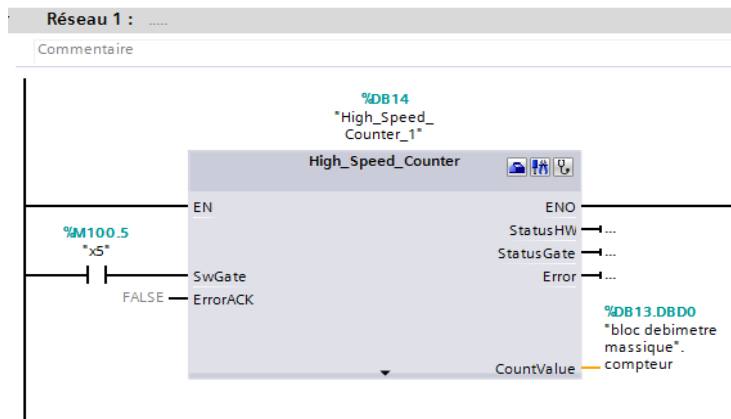 Réseau 1 : .....
Commentaire
%DB14
"High_Speed_
Counter_1"
High_Speed_Counter
EN
ENO
%M100.5
StatusHW ...
"x5"
StatusGate ...
SwGate
Error ...
FALSE
ErrorACK
%DB13.DBD0
"bloc debimetre
massique".
CountValue
compteur